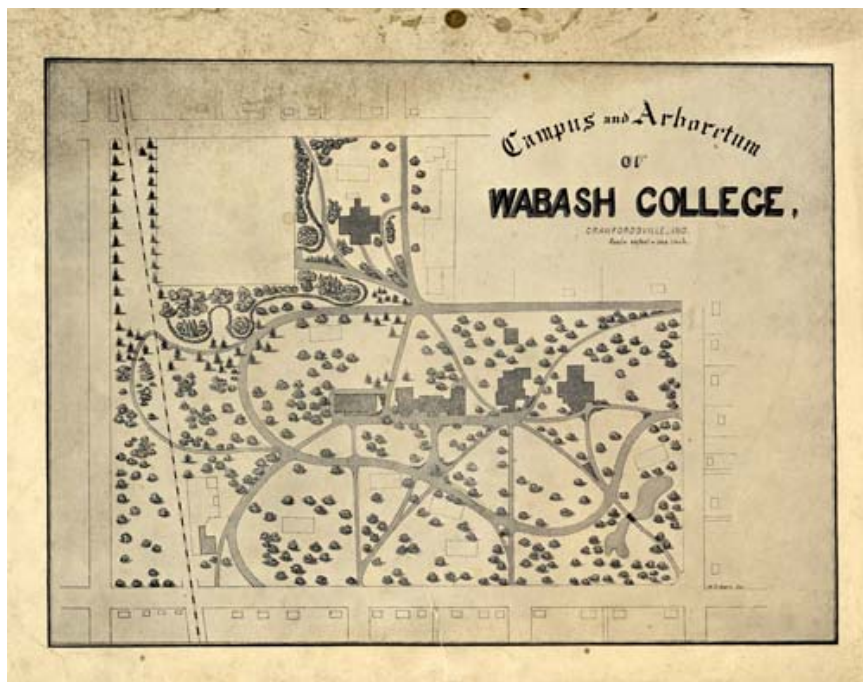 Campus and Arboretum
OF
WABASH COLLEGE,
CRAWFORDSVILLE, IND.